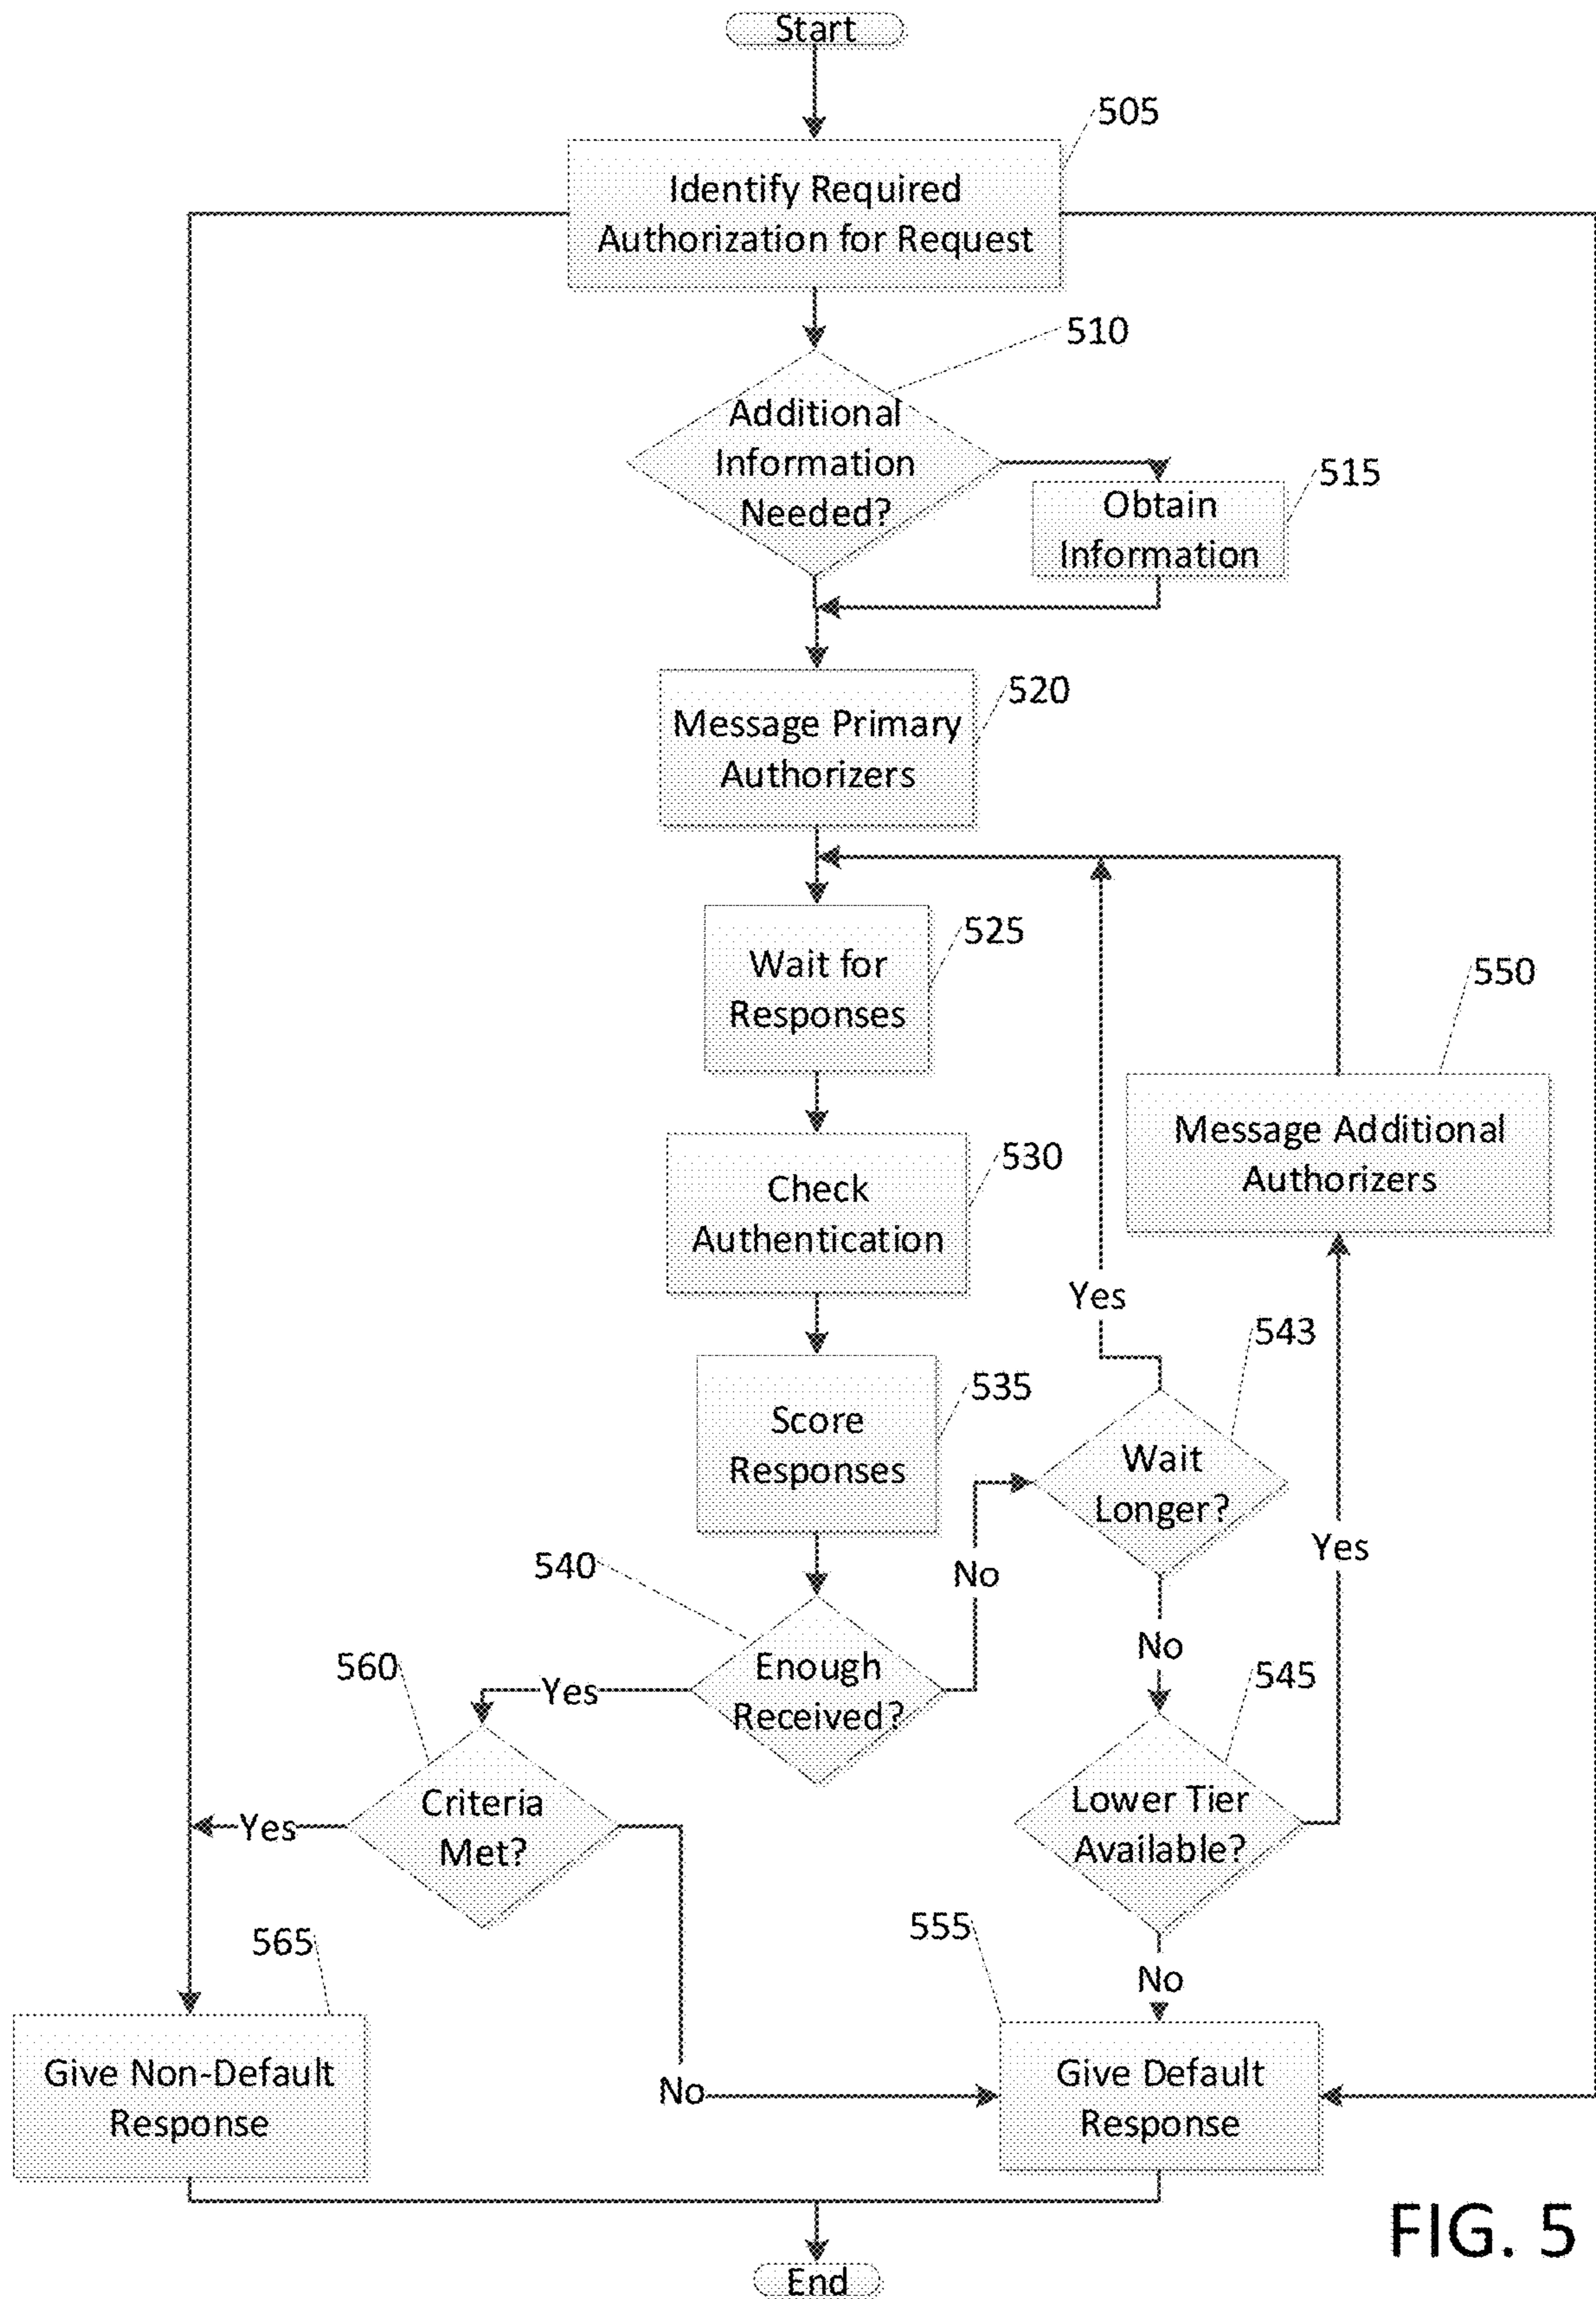 Start
505
Identify Required
Authorization for Request
510
Additional
Information
Needed?
515
Obtain
Information
520
Message Primary
Authorizers
525
Wait for
Responses
550
Message Additional
Authorizers
530
Check
Authentication
Yes
543
535
Score
Responses
Wait
Longer?
Yes
540
No
No
545
560
Enough
Received?
Yes
Criteria
Met?
Yes
Lower Tier
Available?
555
565
No
Give Non-Default
Response
No
Give Default
Response
FIG. 5
End